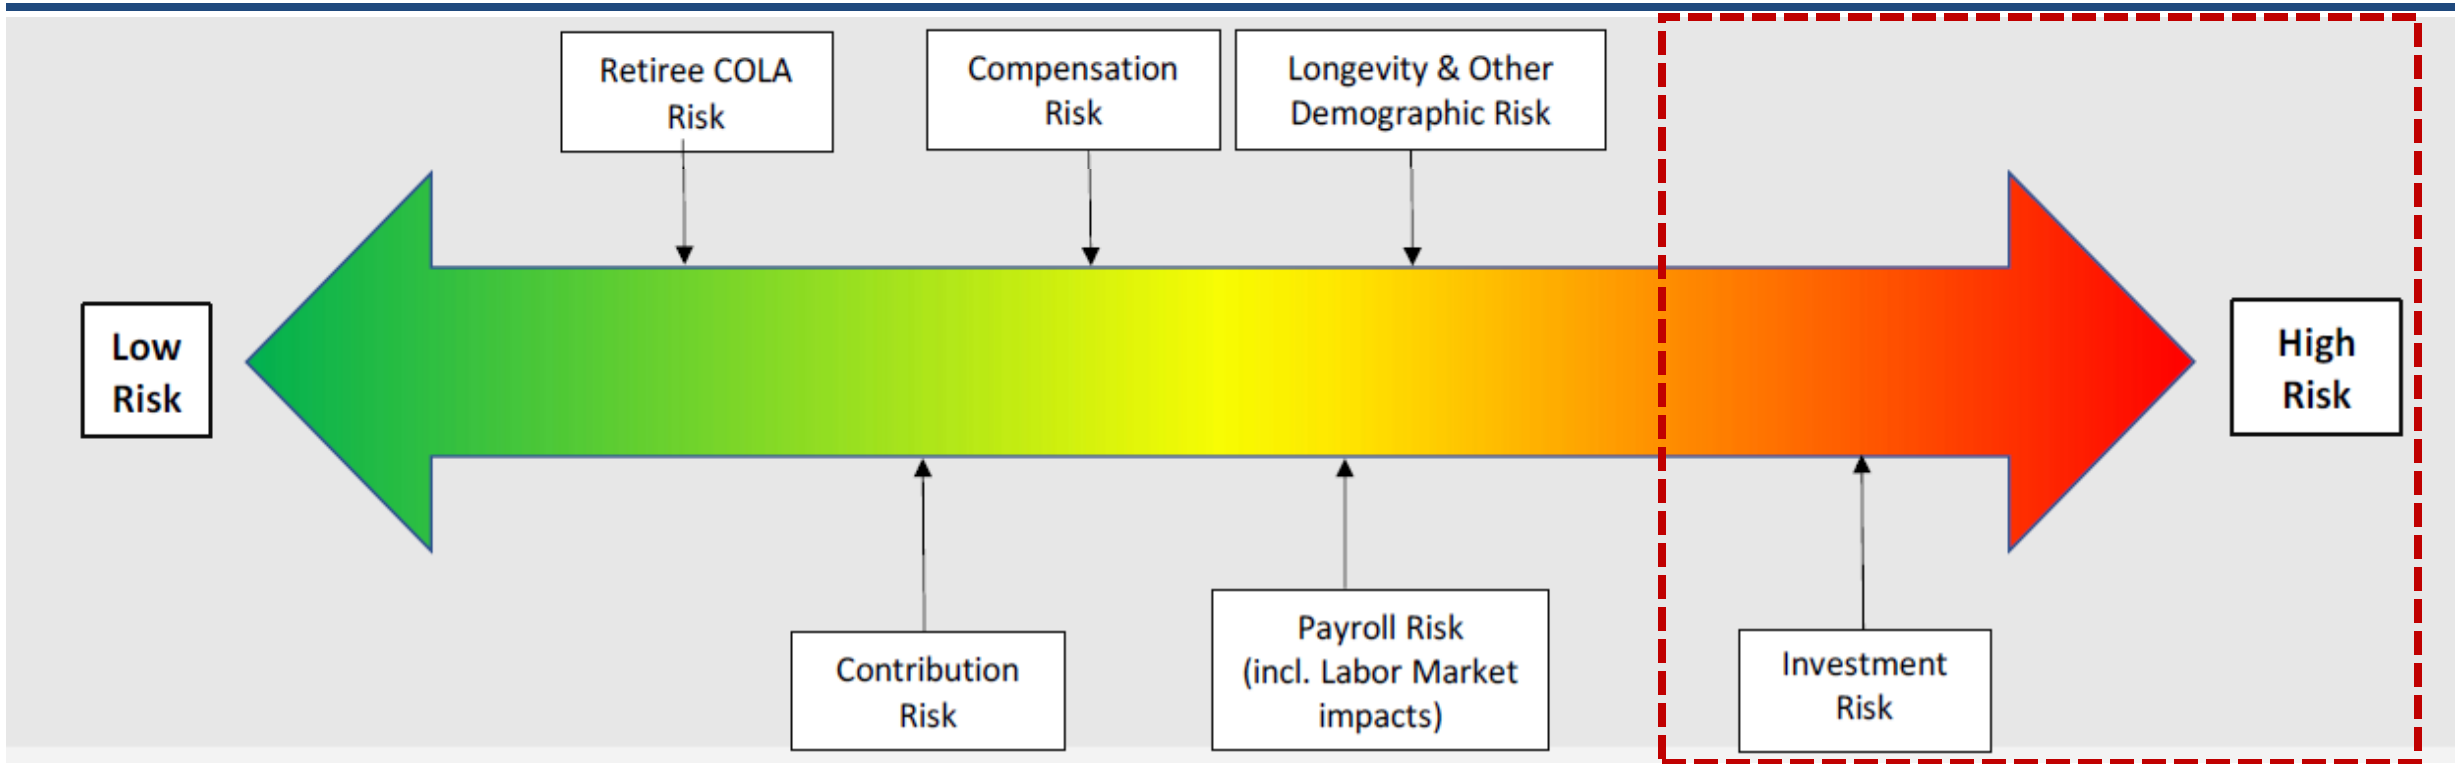 Retiree COLA
Risk
Compensation
Risk
Longevity & Other
Demographic Risk
Low
Risk
High
Risk
Contribution
Risk
Payroll Risk
(incl. Labor Market
impacts)
Investment
Risk